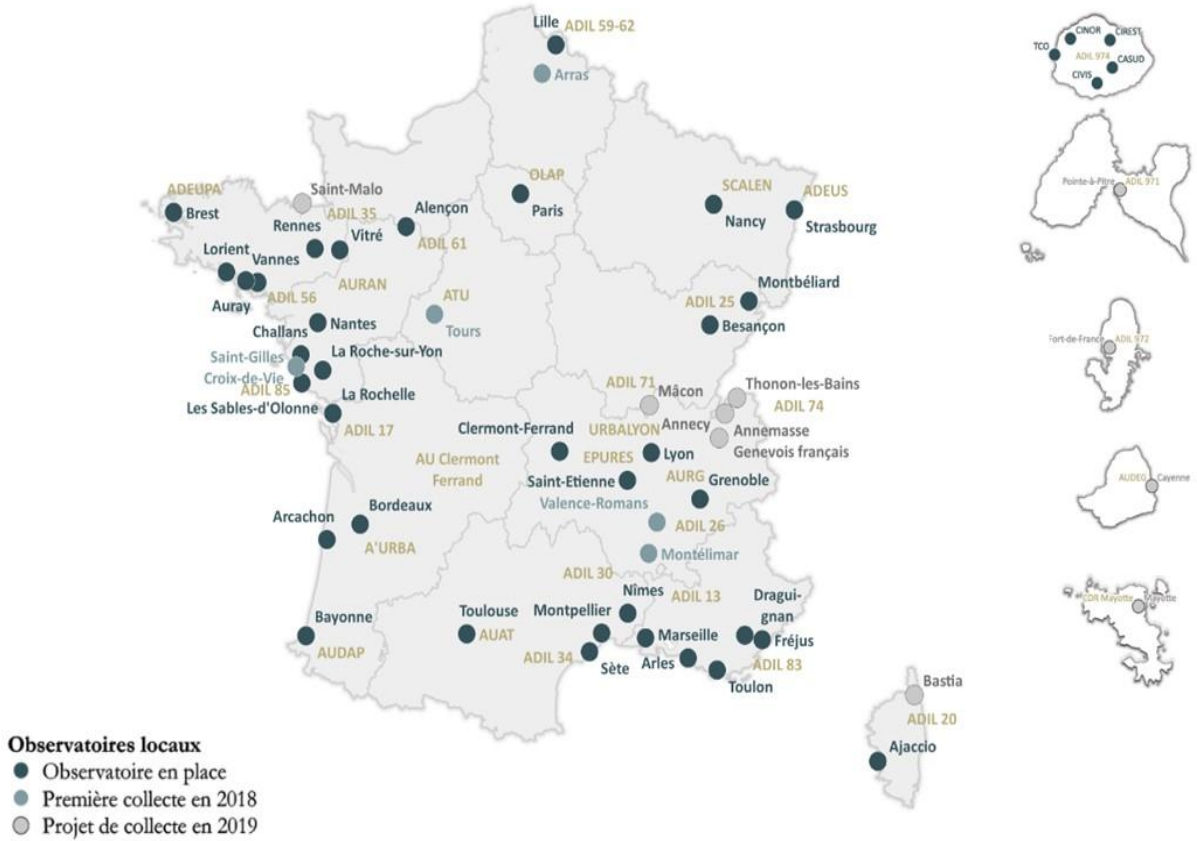 Lille
ADIL 59-62
Arras
CINOR
CIREST
TCO
ADIL 974
CASUD
CIVIS
Pointe-à-Pitre
ADIL 971
ADEUPA
Brest
Saint-Malo
OLAP
Paris
SCALEN
Nancy
ADEUS
Strasbourg
Rennes
ADIL 35
Vitré
Alençon
ADIL 61
Lorient
Vannes
Auray
ADIL 56
AURAN
ATU
Tours
Montbéliard
ADIL 25
Besançon
Challans
Nantes
Saint-Gilles
Croix-de-Vie
La Roche-sur-Yon
ADIL 85
Les Sables-d'Olonne
La Rochelle
ADIL 17
Fort-de-France
ADIL 972
ADIL 71
Mâcon
Thonon-les-Bains
ADIL 74
Annecy
Annemasse
Genevois français
Clermont-Ferrand
URBALYON
Lyon
AU Clermont
Ferrand
EPURES
Saint-Etienne
AURG
Grenoble
Valence-Romans
ADIL 26
Montélimar
AUDEG
Cayenne
Arcachon
Bordeaux
A'URBA
ADIL 30
Nîmes
ADIL 13
Dragui-
gnan
CDR Mayotte
Mayotte
Bayonne
AUDAP
Toulouse
AUAT
Montpellier
ADIL 34
Sète
Marseille
Arles
Fréjus
ADIL 83
Toulon
Bastia
ADIL 20
Ajaccio
Observatoires locaux
Observatoire en place
Première collecte en 2018
Projet de collecte en 2019